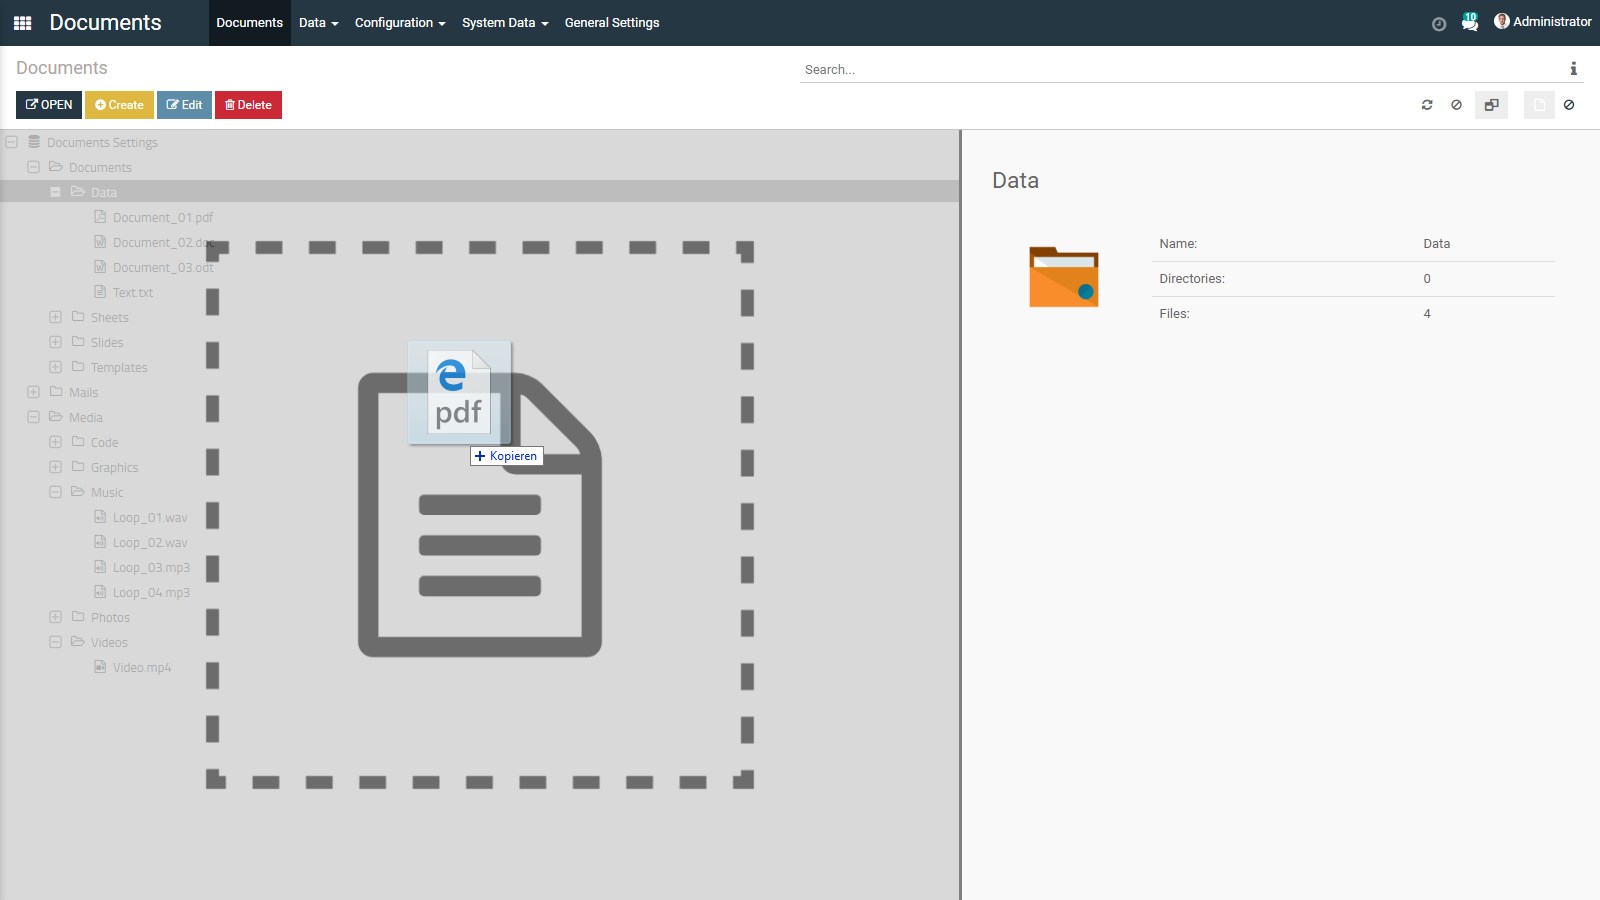 Documents Documents Data Configuration System Data General Settings 10 Administrator
Documents
Search...
OPEN Create Edit Delete
Documents Settings
Documents
Data
Document_01.pdf
Document_02.doc
Document_03.odt
Text.txt
Sheets
Slides
Templates
Mails
Media
Code
Graphics
Music
Loop_01.wav
Loop_02.wav
Loop_03.mp3
Loop_04.mp3
Photos
Videos
Video.mp4
e
pdf
+ Kopieren
Data
Name: Data
Directories: 0
Files: 4